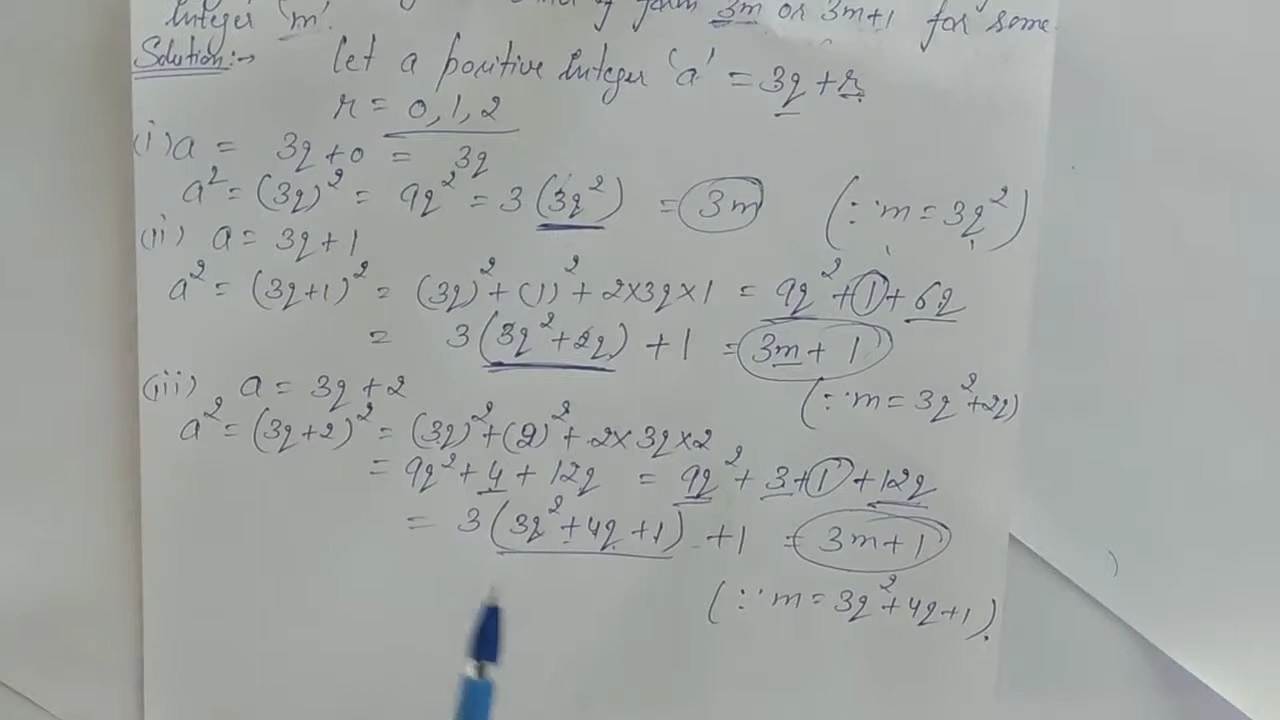 of form 3m or 3m+1 for some
Integer 'm'.
Solution:→ let a positive Integer 'a' = 3q + r
r = 0, 1, 2
(i) a = 3q + 0 = 3q
a² = (3q)² = 9q² = 3(3q²) = 3m (∵ m = 3q²)
(ii) a = 3q + 1
a² = (3q+1)² = (3q)² + (1)² + 2×3q×1 = 9q² + 1 + 6q
= 3(3q² + 2q) + 1 = 3m + 1
(∵ m = 3q² + 2q)
(iii) a = 3q + 2
a² = (3q+2)² = (3q)² + (2)² + 2×3q×2
= 9q² + 4 + 12q = 9q² + 3 + 1 + 12q
= 3(3q² + 4q + 1) + 1 = 3m + 1
(∵ m = 3q² + 4q + 1).